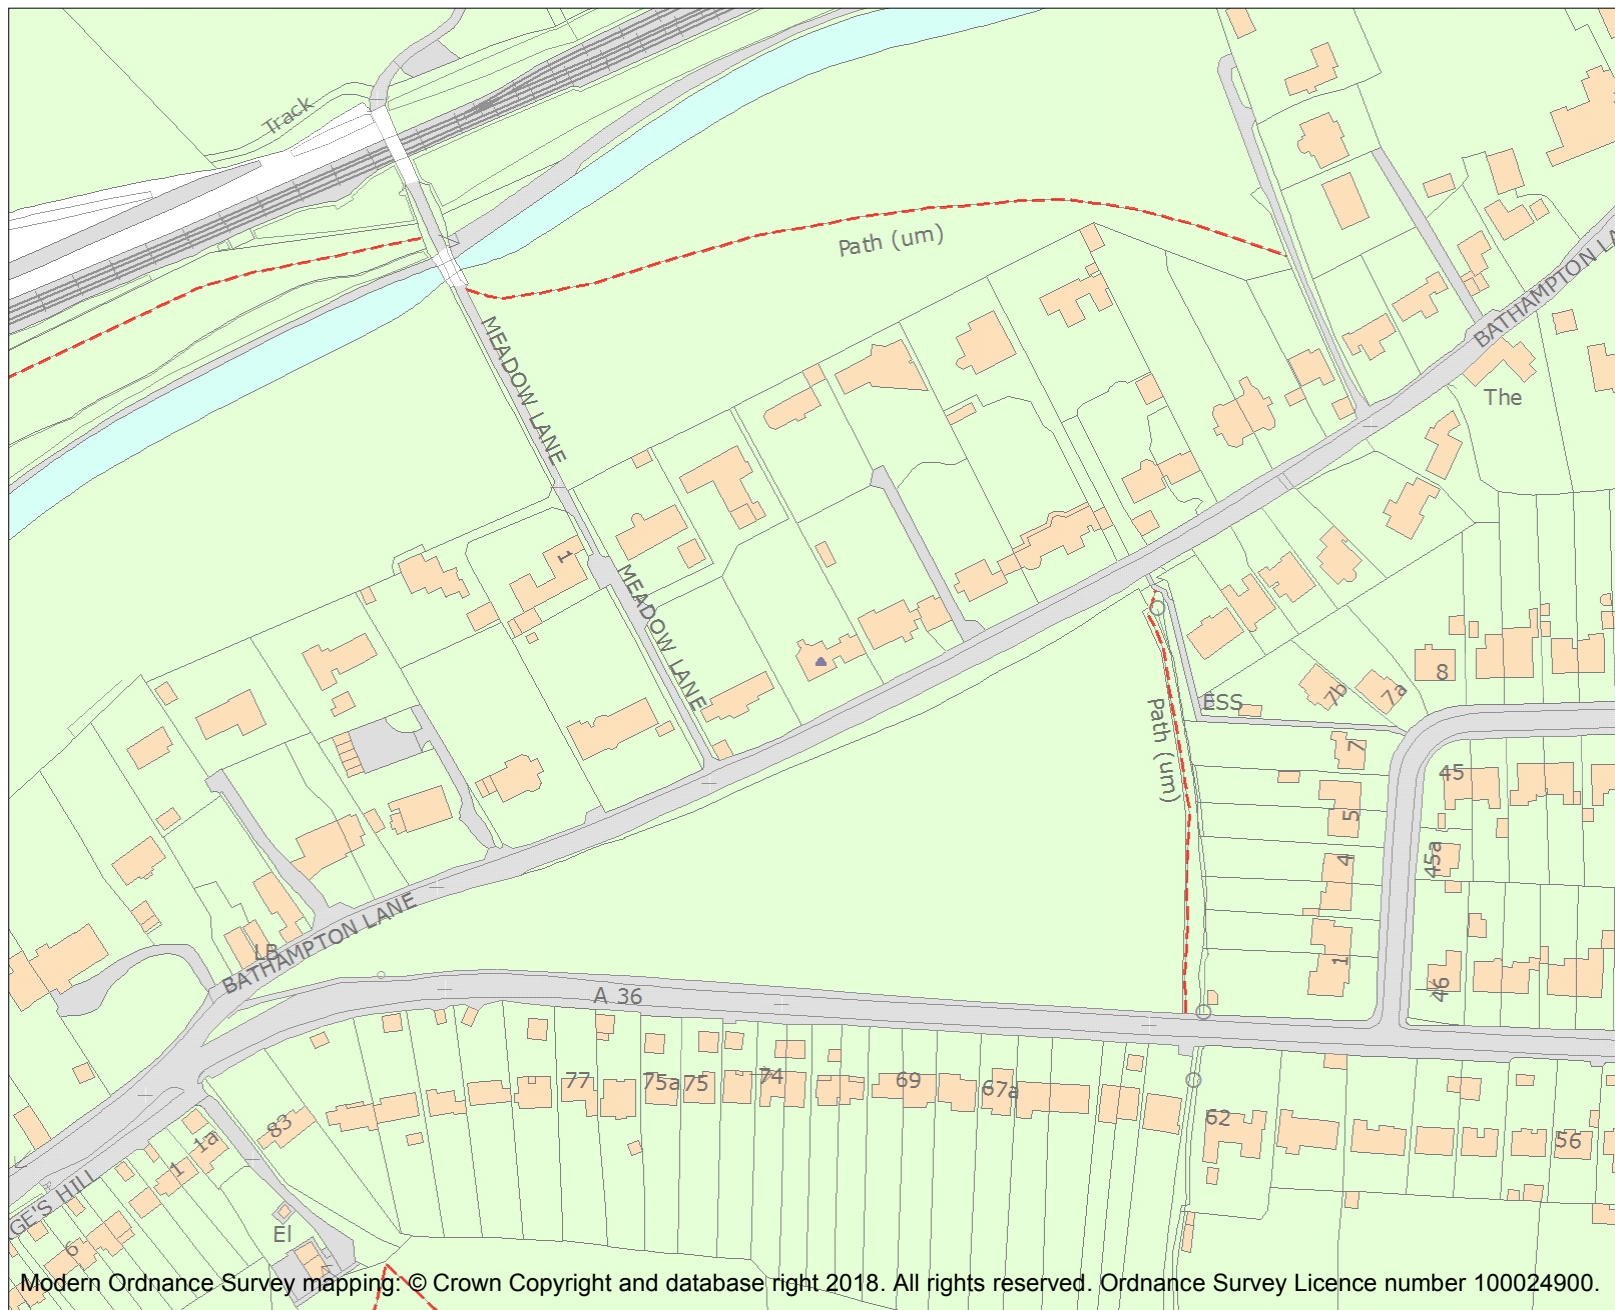 Track
Path (um)
BATHAMPTON LA
MEADOW LANE
The
1
MEADOW LANE
8
7b
7a
ESS
Path (um)
7
45
5
4
45a
BATHAMPTON LANE
LB
1
46
A 36
77
75a
75
74
69
67a
62
56
83
1a
1
GE'S HILL
6
El
Modern Ordnance Survey mapping: © Crown Copyright and database right 2018. All rights reserved. Ordnance Survey Licence number 100024900.